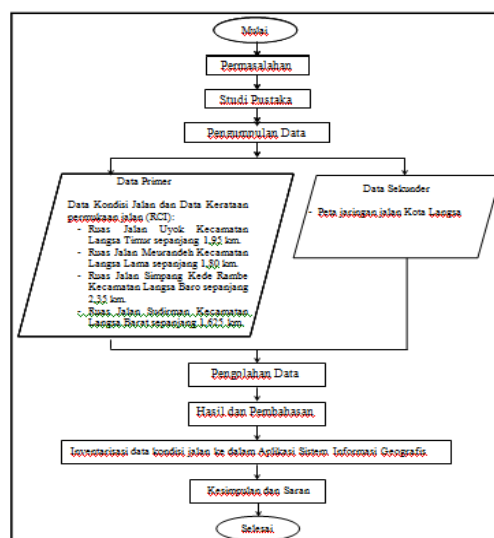 Mulai
Permasalahan
Studi Pustaka
Pengumpulan Data
Data Primer
Data Kondisi Jalan dan Data Kerataan
permukaan jalan (RCI):
- Ruas Jalan Uyok Kecamatan
Langsa Timur sepanjang 1,95 km.
- Ruas Jalan Meurandeh Kecamatan
Langsa Lama sepanjang 1,80 km.
- Ruas Jalan Simpang Kede Rambe
Kecamatan Langsa Baro sepanjang
2,35 km.
- Ruas Jalan Sudirman Kecamatan
Langsa Barat sepanjang 1,625 km.
Data Sekunder
- Peta jaringan jalan Kota Langsa
Pengolahan Data
Hasil dan Pembahasan
Inventarisasi data kondisi jalan ke dalam Aplikasi Sistem Informasi Geografis
Kesimpulan dan Saran
Selesai